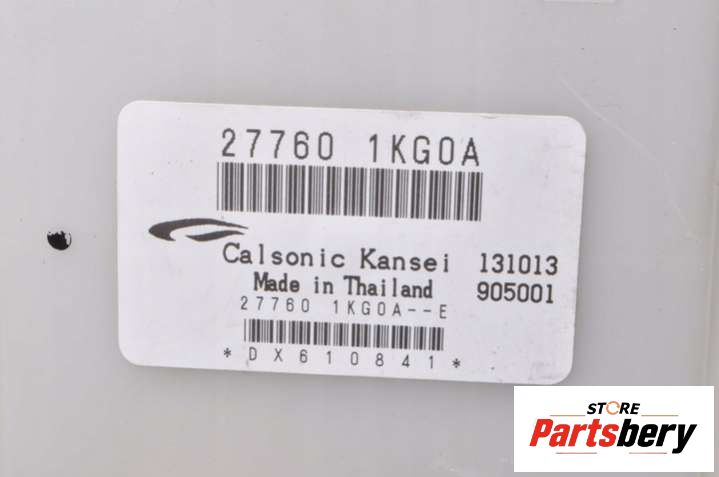 27760 1KG0A
Calsonic Kansei 131013
Made in Thailand 905001
27760 1KG0A--E
*DX610841*
STORE
Partsbery